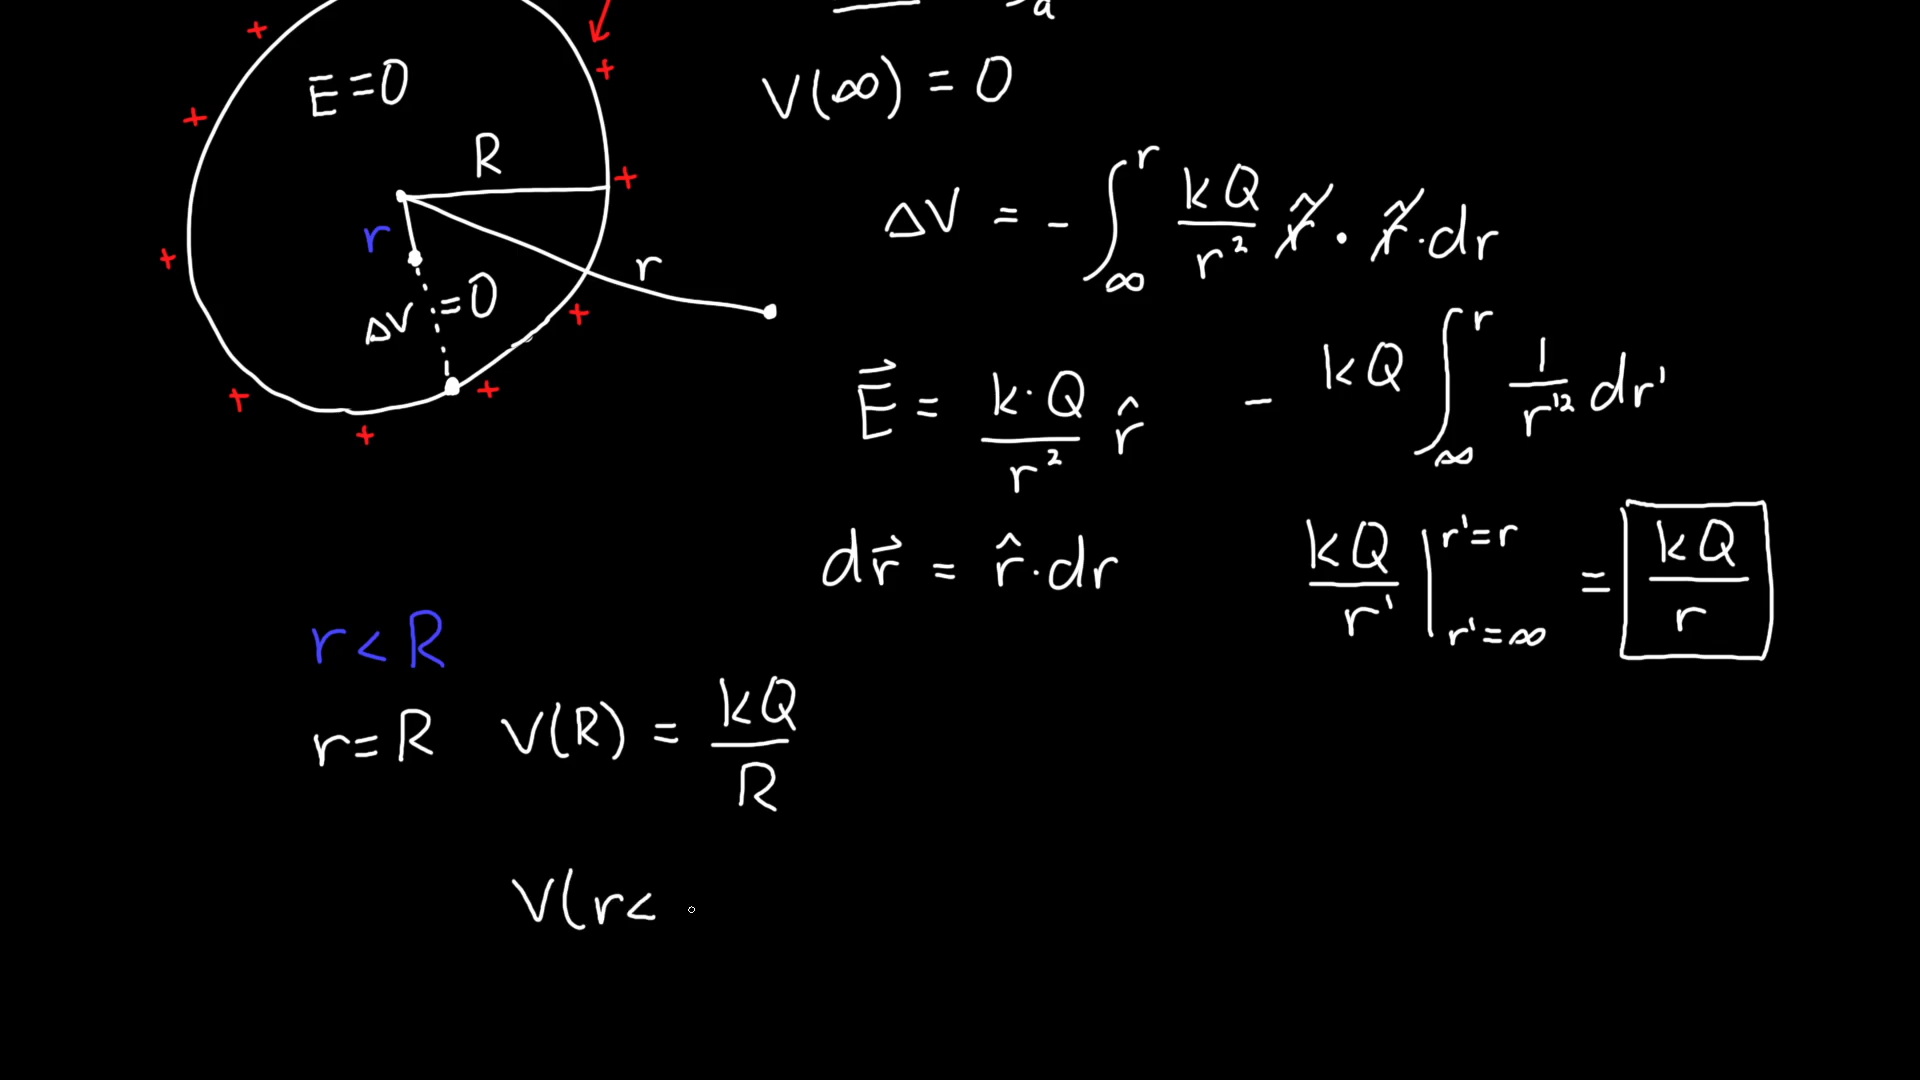 a
E = 0
R
r
r
ΔV = 0
V(∞) = 0
ΔV = - ∫_∞^r kQ/r² r̂ · r̂ · dr
E⃗ = k·Q/r² r̂
- kQ ∫_∞^r 1/r'² dr'
dr⃗ = r̂ · dr
kQ/r' |_{r'=∞}^{r'=r} = kQ/r
r < R
r = R V(R) = kQ/R
V(r<